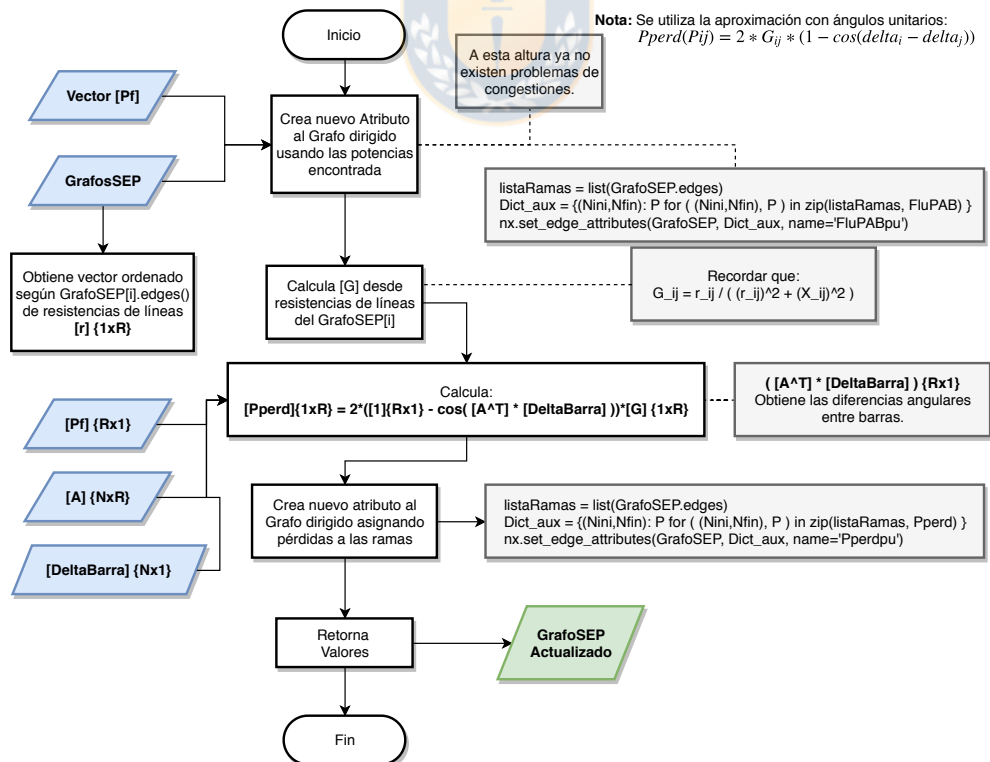 Nota: Se utiliza la aproximación con ángulos unitarios:
Pperd(Pij) = 2 * G_ij * (1 − cos(delta_i − delta_j))
Inicio
A esta altura ya no
existen problemas de
congestiones.
Vector [Pf]
Crea nuevo Atributo
al Grafo dirigido
usando las potencias
encontrada
GrafosSEP
listaRamas = list(GrafoSEP.edges)
Dict_aux = {(Nini,Nfin): P for ( (Nini,Nfin), P ) in zip(listaRamas, FluPAB) }
nx.set_edge_attributes(GrafoSEP, Dict_aux, name='FluPABpu')
Obtiene vector ordenado
según GrafoSEP[i].edges()
de resistencias de líneas
[r] {1xR}
Calcula [G] desde
resistencias de líneas
del GrafoSEP[i]
Recordar que:
G_ij = r_ij / ( (r_ij)^2 + (X_ij)^2 )
Calcula:
[Pperd]{1xR} = 2*([1]{Rx1} - cos( [A^T] * [DeltaBarra] ))*[G] {1xR}
( [A^T] * [DeltaBarra] ) {Rx1}
Obtiene las diferencias angulares
entre barras.
[Pf] {Rx1}
[A] {NxR}
[DeltaBarra] {Nx1}
Crea nuevo atributo al
Grafo dirigido asignando
pérdidas a las ramas
listaRamas = list(GrafoSEP.edges)
Dict_aux = {(Nini,Nfin): P for ( (Nini,Nfin), P ) in zip(listaRamas, Pperd) }
nx.set_edge_attributes(GrafoSEP, Dict_aux, name='Pperdpu')
Retorna
Valores
GrafoSEP
Actualizado
Fin